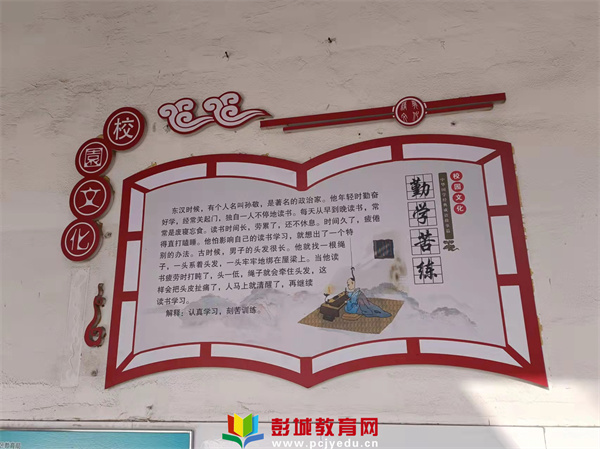 校園文化
东汉时候，有个人名叫孙敬，是著名的政治家。他年轻时勤奋
好学，经常关起门，独自一人不停地读书。每天从早到晚读书，常
常是废寝忘食。读书时间长，劳累了，还不休息。时间久了，疲倦
得直打瞌睡。他怕影响自己的读书学习，就想出了一个特
别的办法。古时候，男子的头发很长。他就找一根绳
子，一头系着头发，一头牢牢地绑在屋梁上。当他读
书疲劳时打盹了，头一低，绳子就会牵住头发，这
样会把头皮扯痛了，人马上就清醒了，再继续
读书学习。
解释：认真学习，刻苦训练。
校园文化
勤学苦练
彭城教育网
www.pcjyedu.cn